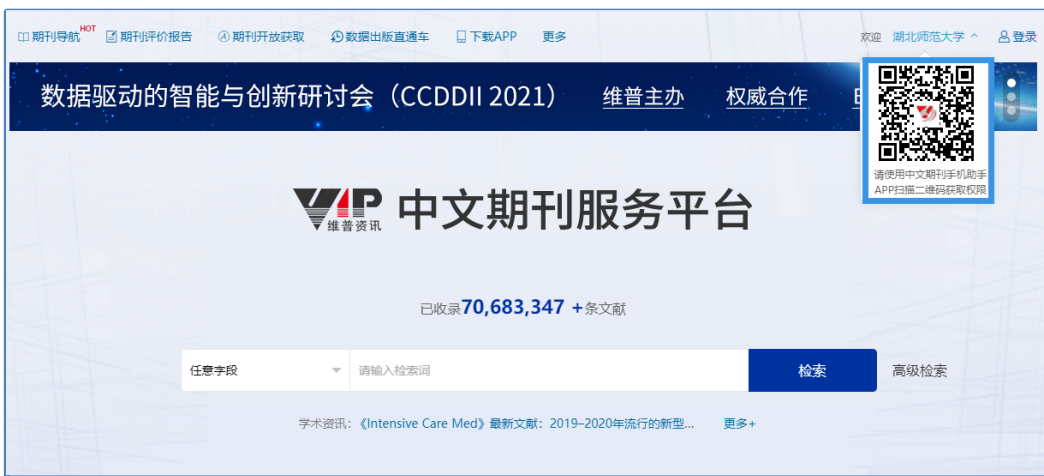 期刊导航HOT 期刊评价报告 期刊开放获取 数据出版直通车 下载APP 更多 欢迎 湖北师范大学 登录
数据驱动的智能与创新研讨会（CCDDII 2021） 维普主办 权威合作
请使用中文期刊手机助手
APP扫描二维码获取权限
VIP 中文期刊服务平台
维普资讯
已收录70,683,347 +条文献
任意字段 请输入检索词 检索 高级检索
学术资讯：《Intensive Care Med》最新文献：2019–2020年流行的新型... 更多+